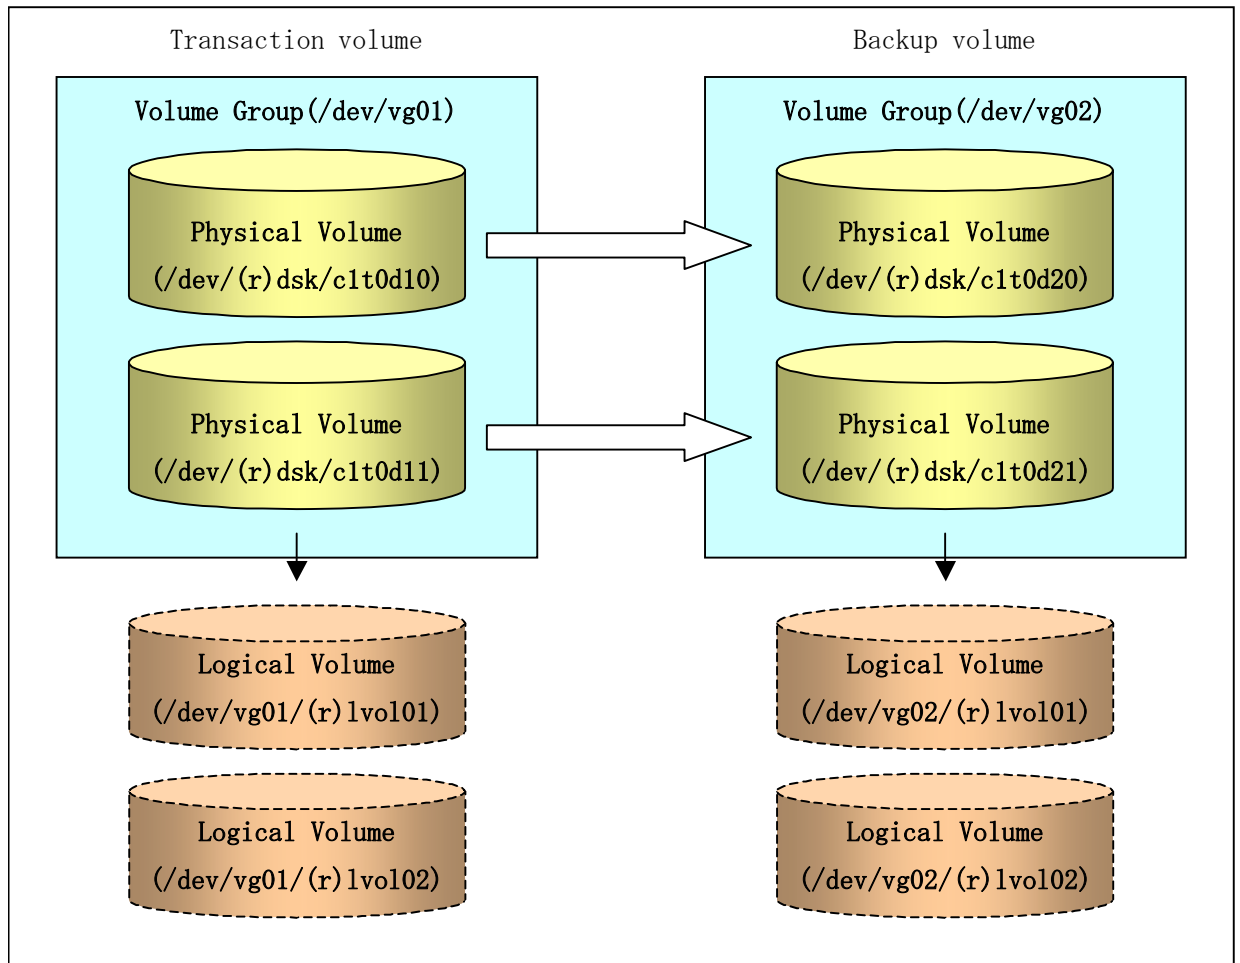 Transaction volume
Backup volume
Volume Group(/dev/vg01)
Physical Volume
(/dev/(r)dsk/c1t0d10)
Physical Volume
(/dev/(r)dsk/c1t0d11)
Volume Group(/dev/vg02)
Physical Volume
(/dev/(r)dsk/c1t0d20)
Physical Volume
(/dev/(r)dsk/c1t0d21)
Logical Volume
(/dev/vg01/(r)lvol01)
Logical Volume
(/dev/vg01/(r)lvol02)
Logical Volume
(/dev/vg02/(r)lvol01)
Logical Volume
(/dev/vg02/(r)lvol02)